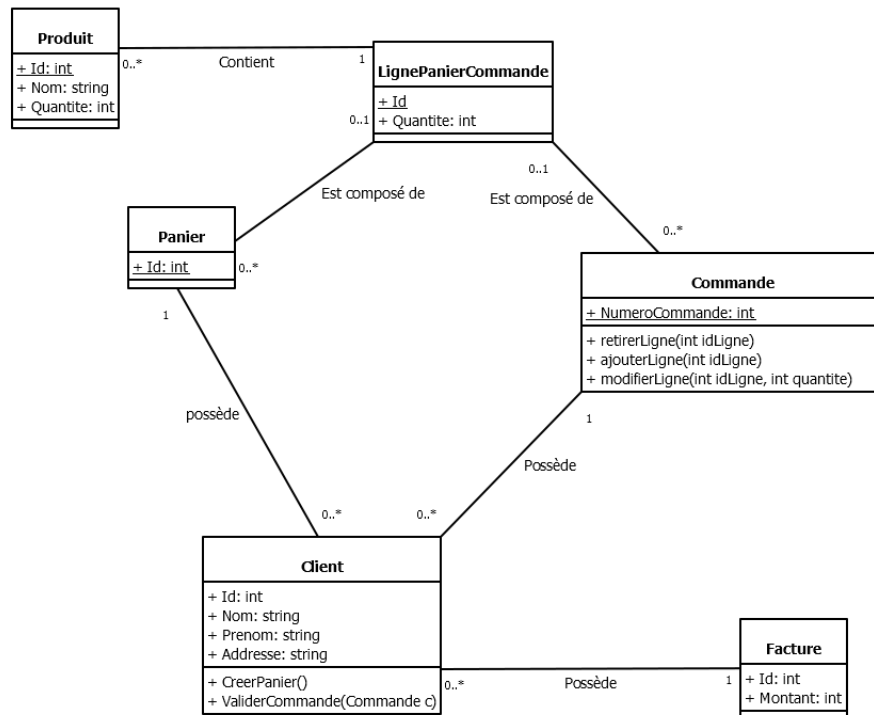 Produit
+ Id: int
+ Nom: string
+ Quantite: int
0..*
Contient
1
LignePanierCommande
+ Id
+ Quantite: int
0..1
Est composé de
0..1
Est composé de
0..*
Panier
+ Id: int
0..*
1
Commande
+ NumeroCommande: int
+ retirerLigne(int idLigne)
+ ajouterLigne(int idLigne)
+ modifierLigne(int idLigne, int quantite)
1
possède
Possède
0..*
0..*
Client
+ Id: int
+ Nom: string
+ Prenom: string
+ Addresse: string
+ CreerPanier()
+ ValiderCommande(Commande c)
0..*
Possède
1
Facture
+ Id: int
+ Montant: int